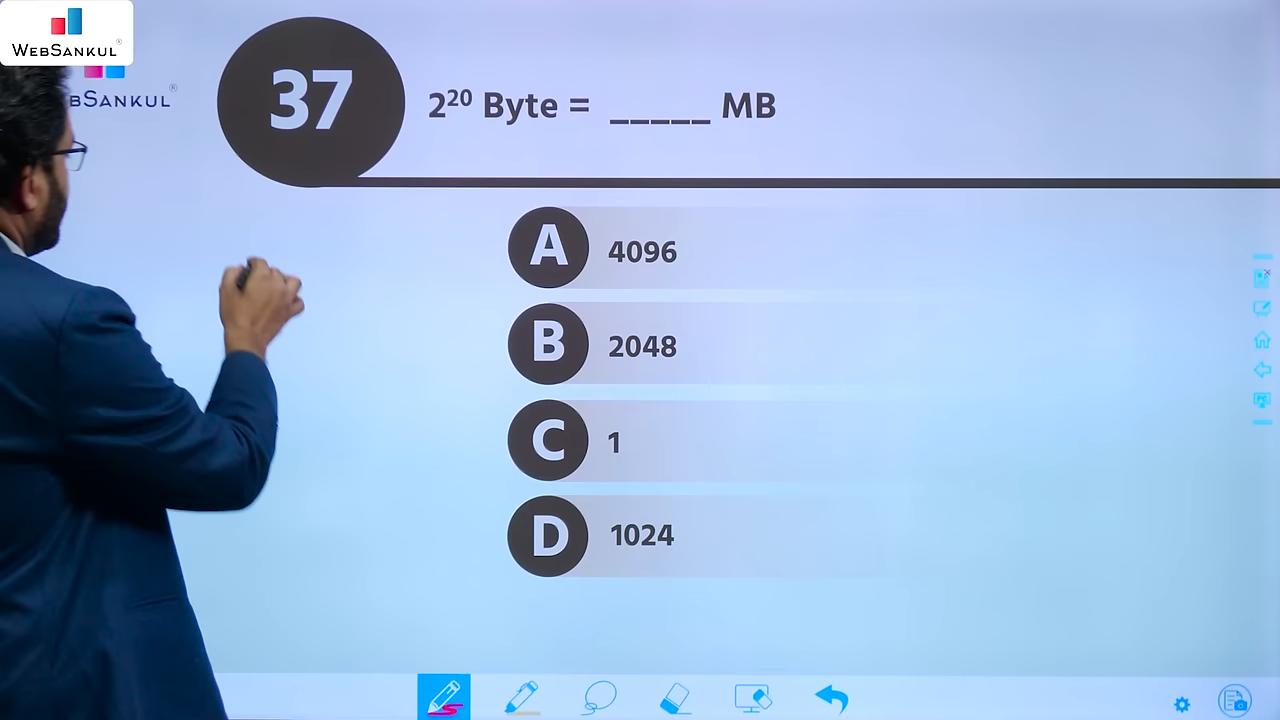 WEBSANKUL®
BSANKUL®
37
2²⁰ Byte = _____ MB
A 4096
B 2048
C 1
D 1024